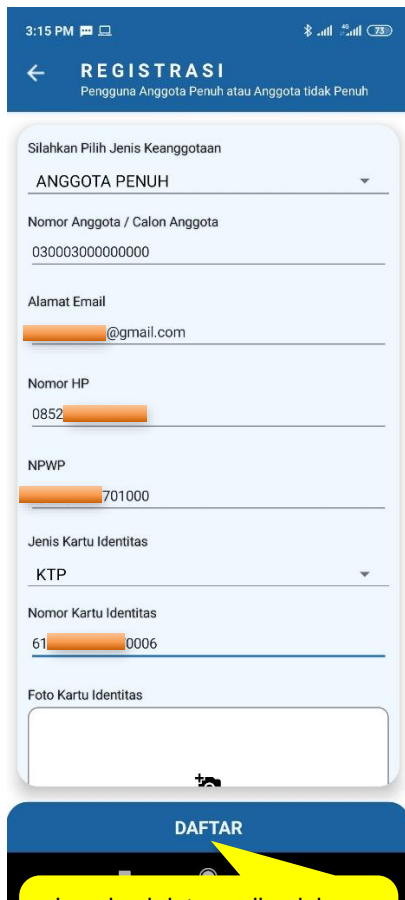 3:15 PM
73
REGISTRASI
Pengguna Anggota Penuh atau Anggota tidak Penuh
Silahkan Pilih Jenis Keanggotaan
ANGGOTA PENUH
Nomor Anggota / Calon Anggota
030003000000000
Alamat Email
@gmail.com
Nomor HP
0852
NPWP
701000
Jenis Kartu Identitas
KTP
Nomor Kartu Identitas
61 0006
Foto Kartu Identitas
DAFTAR